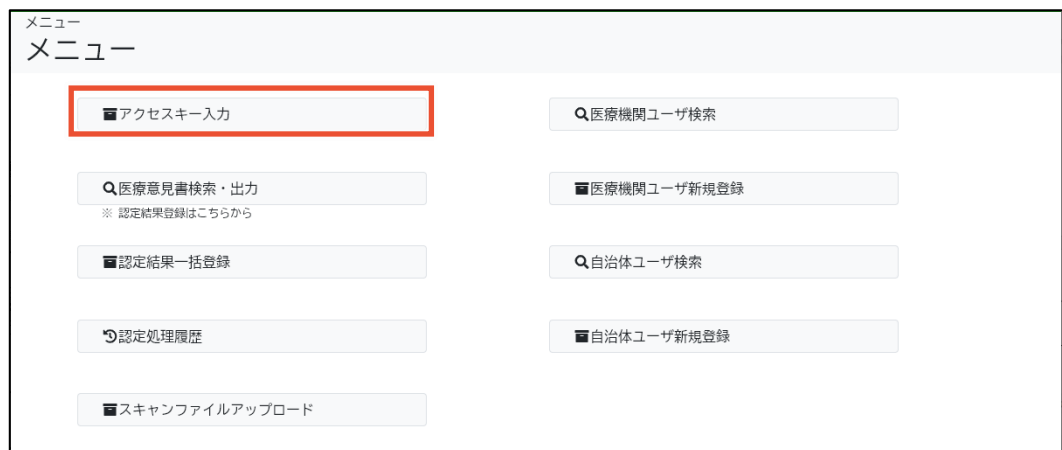 メニュー
メニュー
アクセスキー入力
医療意見書検索・出力
※ 認定結果登録はこちらから
認定結果一括登録
認定処理履歴
スキャンファイルアップロード
医療機関ユーザ検索
医療機関ユーザ新規登録
自治体ユーザ検索
自治体ユーザ新規登録